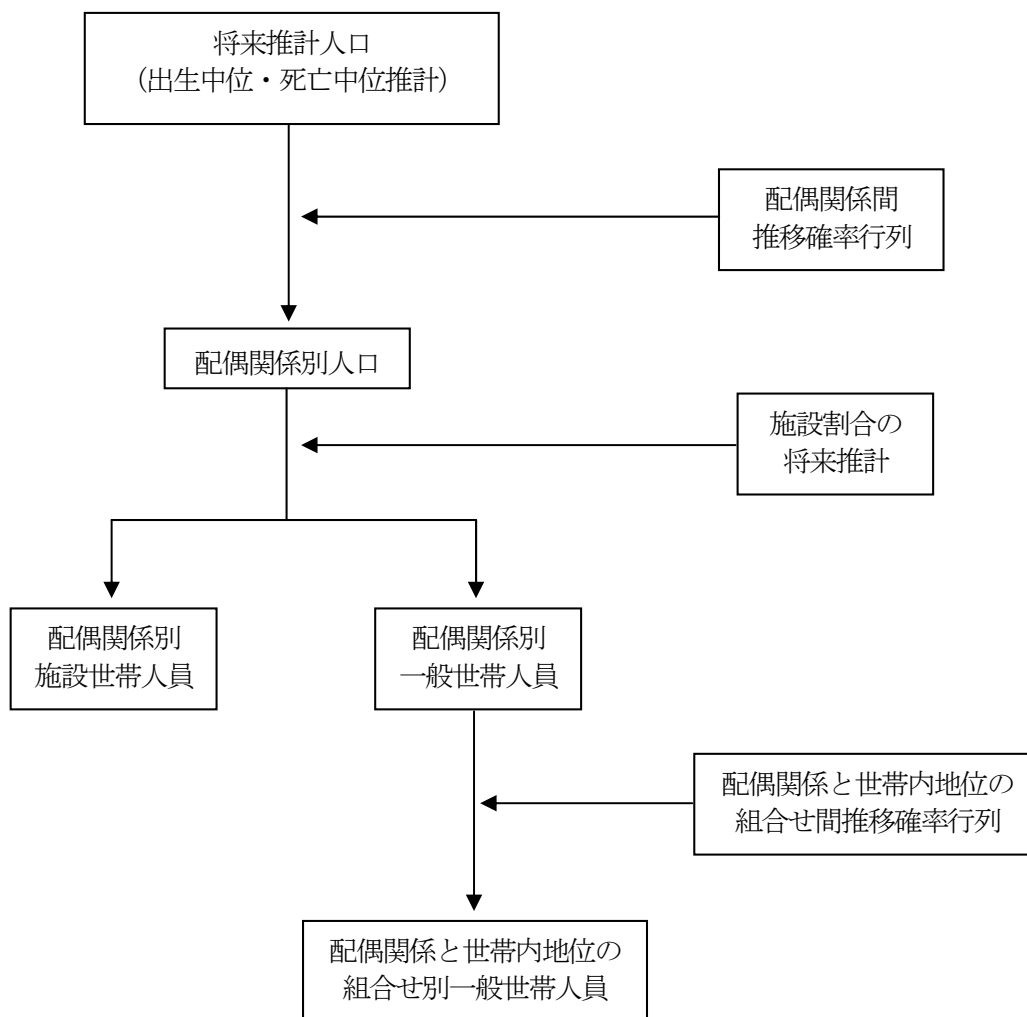 将来推計人口
（出生中位・死亡中位推計）
配偶関係間
推移確率行列
配偶関係別人口
施設割合の
将来推計
配偶関係別
施設世帯人員
配偶関係別
一般世帯人員
配偶関係と世帯内地位の
組合せ間推移確率行列
配偶関係と世帯内地位の
組合せ別一般世帯人員